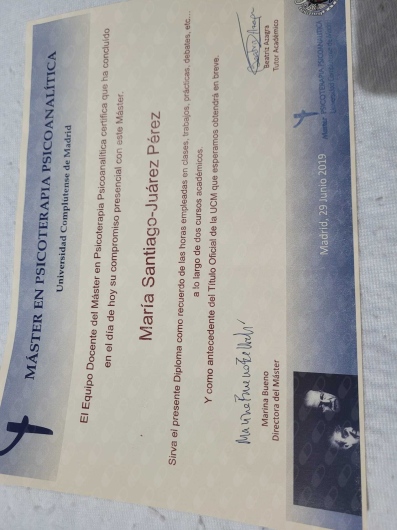 MÁSTER EN PSICOTERAPIA PSICOANALÍTICA
Universidad Complutense de Madrid
El Equipo Docente del Máster en Psicoterapia Psicoanalítica certifica que ha concluido
en el día de hoy su compromiso presencial con este Máster.
María Santiago-Juárez Pérez
Sirva el presente Diploma como recuerdo de las horas empleadas en clases, trabajos, prácticas, debates, etc...
a lo largo de dos cursos académicos.
Y como antecedente del Título Oficial de la UCM que esperamos obtendrá en breve.
Marina Bueno
Directora del Máster
Beatriz Azagra
Tutor Académico
Madrid, 29 Junio 2019